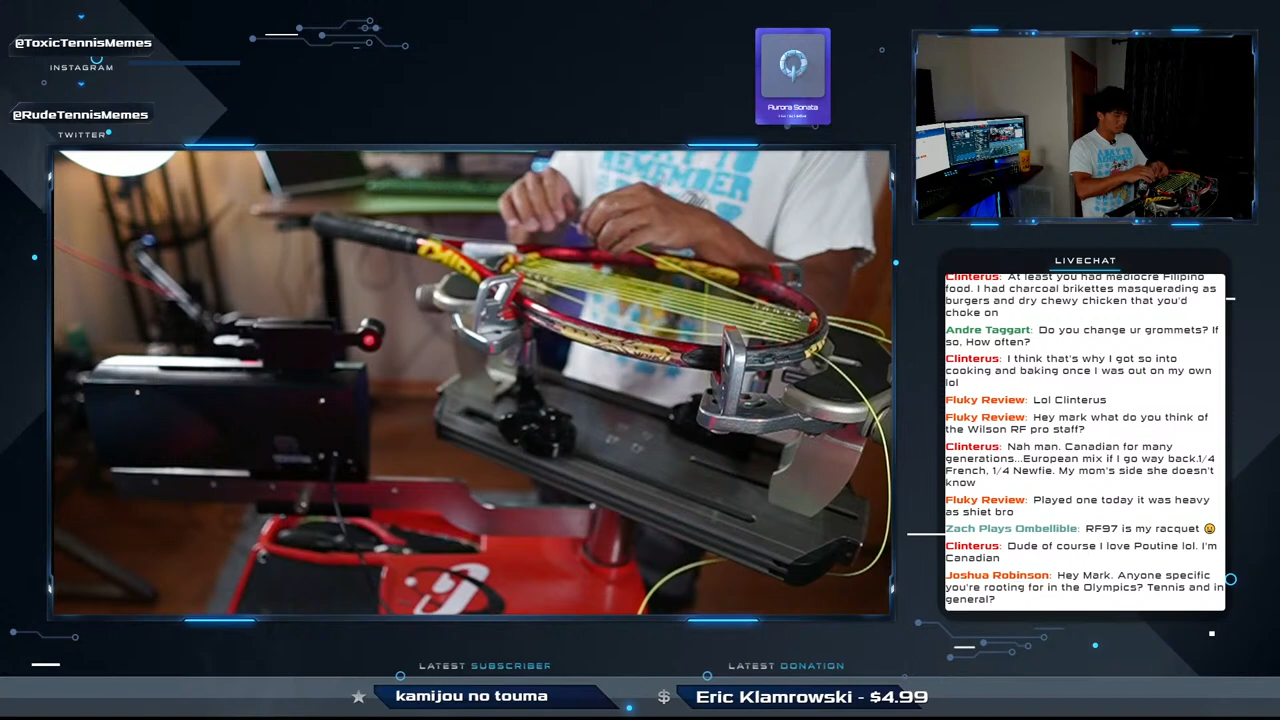 @ToxicTennisMemes
INSTAGRAM
@RudeTennisMemes
TWITTER
Aurora Sonata
REMEMBER
LIVECHAT
Clinterus: At least you had mediocre Filipino
food. I had charcoal brikettes masquerading as
burgers and dry chewy chicken that you'd
choke on
Andre Taggart: Do you change ur grommets? If
so, How often?
Clinterus: I think that's why I got so into
cooking and baking once I was out on my own
lol
Fluky Review: Lol Clinterus
Fluky Review: Hey mark what do you think of
the Wilson RF pro staff?
Clinterus: Nah man. Canadian for many
generations...European mix if I go way back.1/4
French, 1/4 Newfie. My mom's side she doesn't
know
Fluky Review: Played one today it was heavy
as shiet bro
Zach Plays Ombellible: RF97 is my racquet 😀
Clinterus: Dude of course I love Poutine lol. I'm
Canadian
Joshua Robinson: Hey Mark. Anyone specific
you're rooting for in the Olympics? Tennis and in
general?
LATEST SUBSCRIBER
kamijou no touma
LATEST DONATION
$ Eric Klamrowski - $4.99